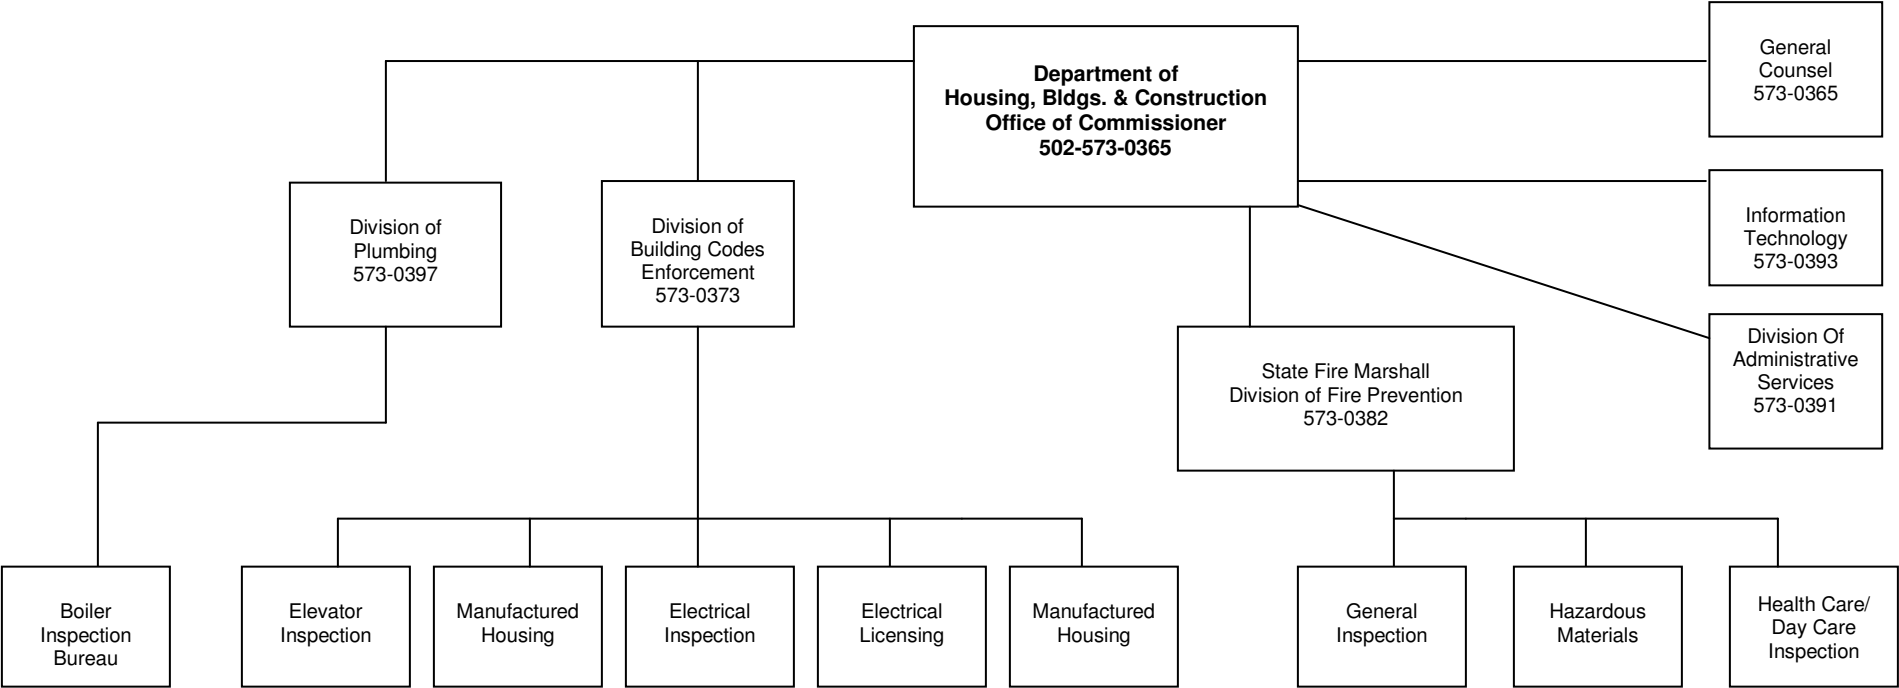 Department of
Housing, Bldgs. & Construction
Office of Commissioner
502-573-0365
General
Counsel
573-0365
Information
Technology
573-0393
Division Of
Administrative
Services
573-0391
Division of
Plumbing
573-0397
Division of
Building Codes
Enforcement
573-0373
State Fire Marshall
Division of Fire Prevention
573-0382
Boiler
Inspection
Bureau
Elevator
Inspection
Manufactured
Housing
Electrical
Inspection
Electrical
Licensing
Manufactured
Housing
General
Inspection
Hazardous
Materials
Health Care/
Day Care
Inspection